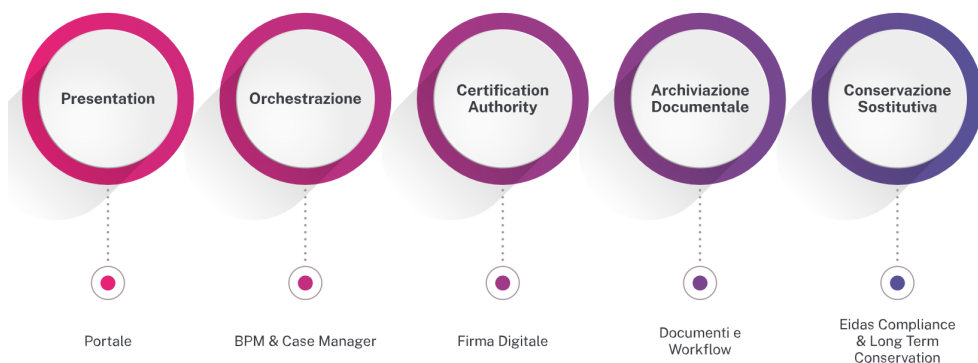 Presentation
Orchestrazione
Certification
Authority
Archiviazione
Documentale
Conservazione
Sostitutiva
Portale
BPM & Case Manager
Firma Digitale
Documenti e
Workflow
Eidas Compliance
& Long Term
Conservation